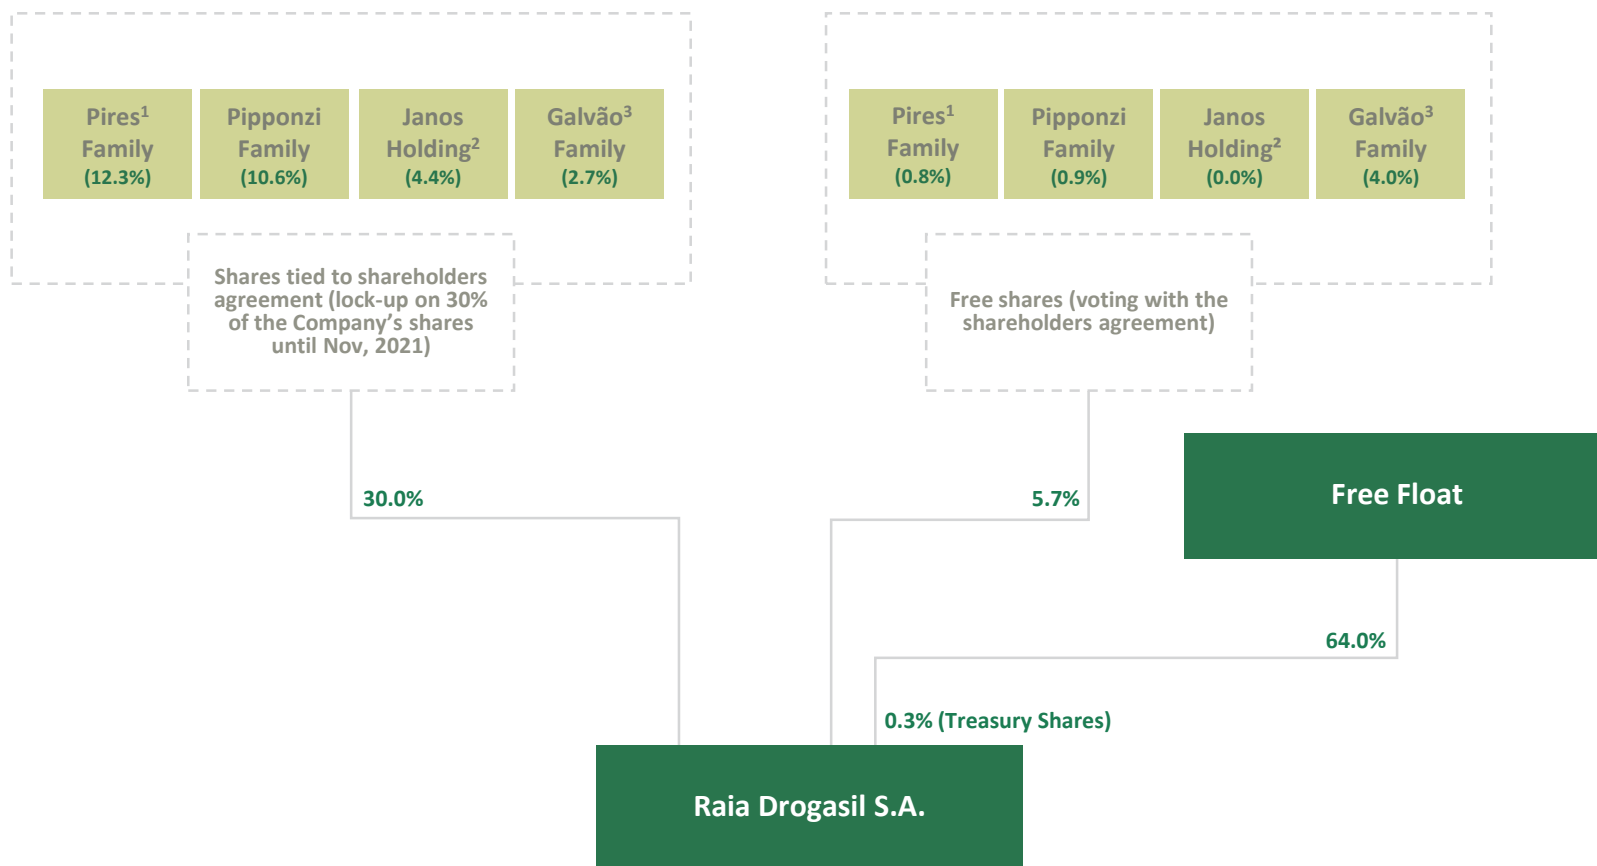 Pires¹
Family
(12.3%)
Pipponzi
Family
(10.6%)
Janos
Holding²
(4.4%)
Galvão³
Family
(2.7%)
Pires¹
Family
(0.8%)
Pipponzi
Family
(0.9%)
Janos
Holding²
(0.0%)
Galvão³
Family
(4.0%)
Shares tied to shareholders
agreement (lock-up on 30%
of the Company’s shares
until Nov, 2021)
Free shares (voting with the
shareholders agreement)
30.0%
5.7%
Free Float
64.0%
0.3% (Treasury Shares)
Raia Drogasil S.A.